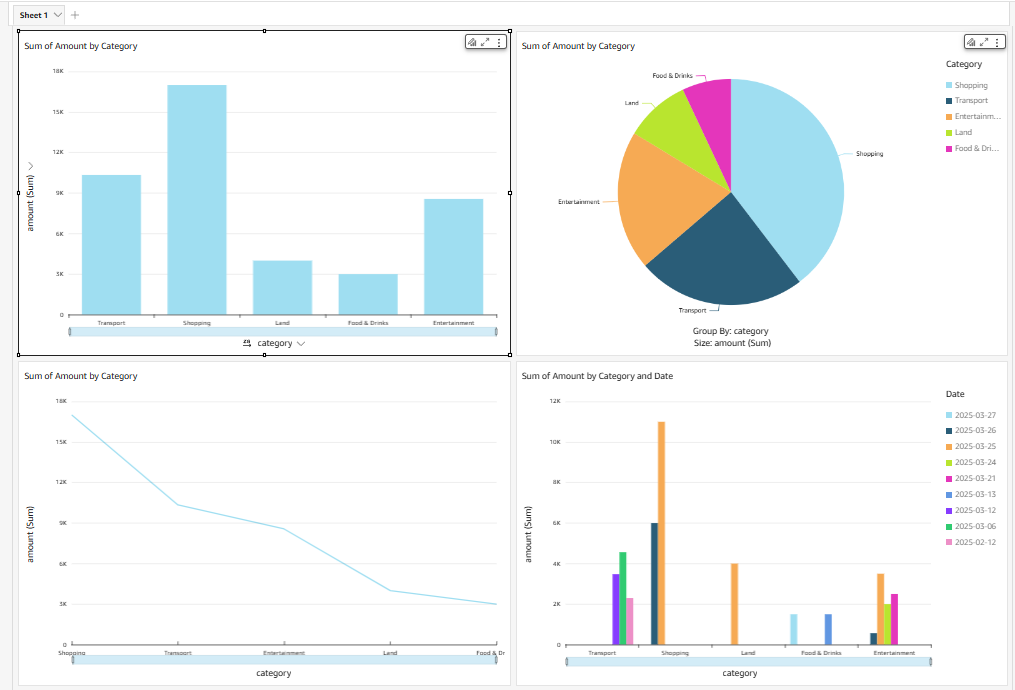 Sheet 1
Sum of Amount by Category
18K
15K
12K
9K
6K
3K
0
amount (Sum)
Transport
Shopping
Land
Food & Drinks
Entertainment
category
Sum of Amount by Category
Food & Drinks
Land
Shopping
Entertainment
Transport
Group By: category
Size: amount (Sum)
Category
Shopping
Transport
Entertainm...
Land
Food & Dri...
Sum of Amount by Category
18K
15K
12K
9K
6K
3K
0
amount (Sum)
Shopping
Transport
Entertainment
Land
Food & Dr
category
Sum of Amount by Category and Date
12K
10K
8K
6K
4K
2K
0
amount (Sum)
Transport
Shopping
Land
Food & Drinks
Entertainment
category
Date
2025-03-27
2025-03-26
2025-03-25
2025-03-24
2025-03-21
2025-03-13
2025-03-12
2025-03-06
2025-02-12